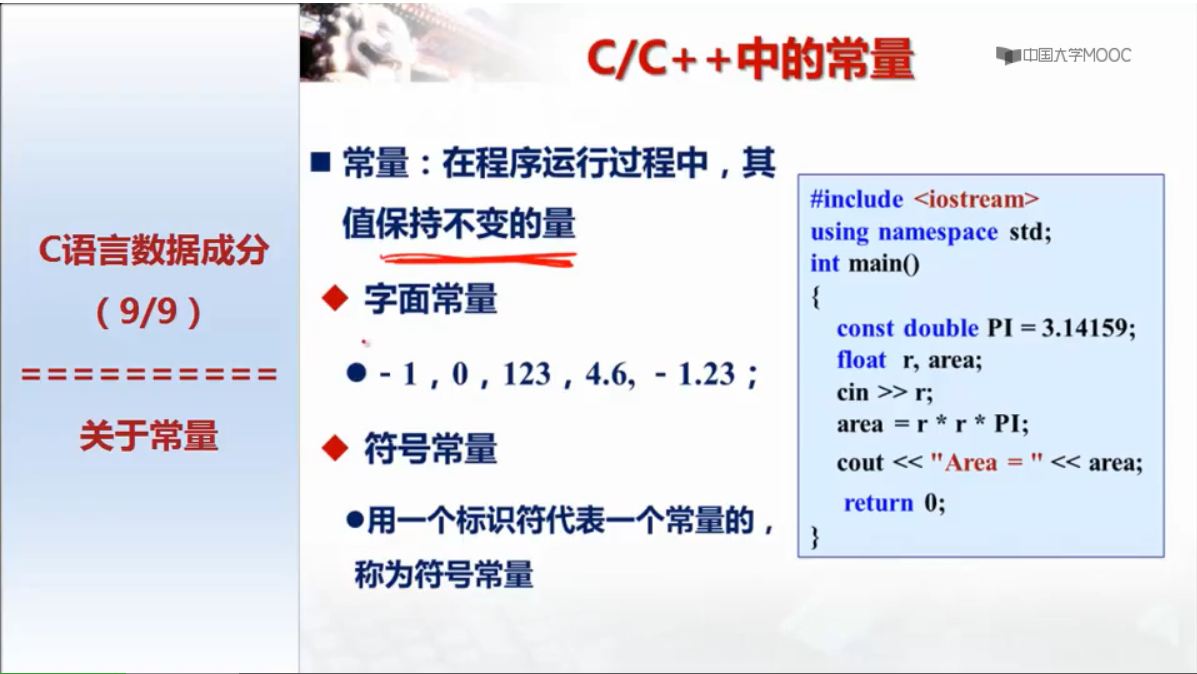 C/C++中的常量
中国大学MOOC
C语言数据成分
（9/9）
==========
关于常量
■ 常量：在程序运行过程中，其
值保持不变的量
◆ 字面常量
● －1，0，123，4.6, －1.23；
◆ 符号常量
●用一个标识符代表一个常量的，
称为符号常量
#include <iostream>
using namespace std;
int main()
{
const double PI = 3.14159;
float r, area;
cin >> r;
area = r * r * PI;
cout << "Area = " << area;
return 0;
}